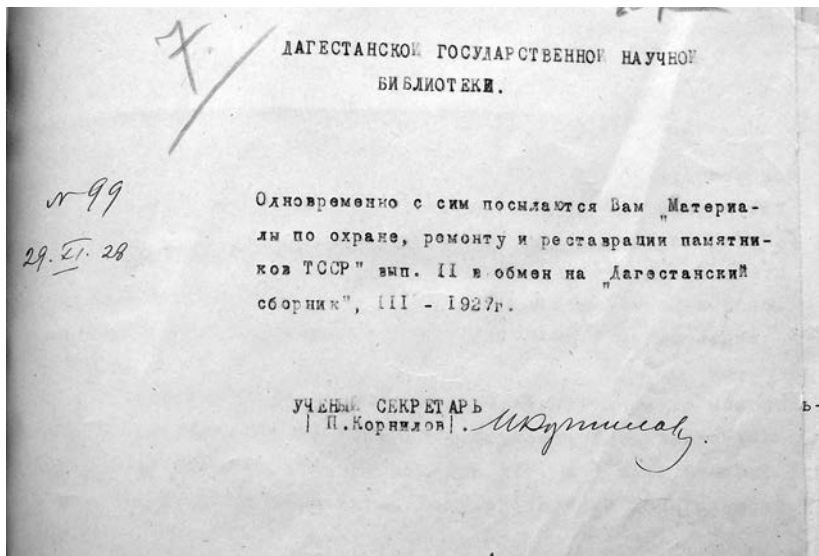 7
ДАГЕСТАНСКОЙ ГОСУДАРСТВЕННОЙ НАУЧНОЙ
БИБЛИОТЕКИ.
№ 99
29. XI. 28
Одновременно с сим посылаются Вам „Материа-
лы по охране, ремонту и реставрации памятни-
ков ТССР" вып. II в обмен на „Дагестанский
сборник", III - 1927г.
УЧЕНЫЙ СЕКРЕТАРЬ
| П.Корнилов|.
ь-